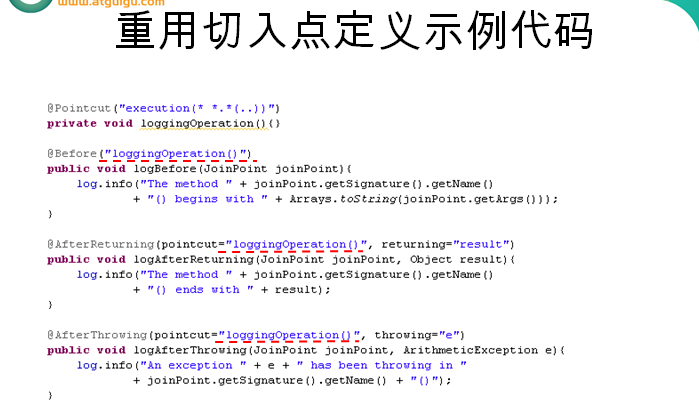 www.atguigu.com
重用切入点定义示例代码
@Pointcut("execution(* *.*(..))")
private void loggingOperation(){}
@Before("loggingOperation()")
public void logBefore(JoinPoint joinPoint){
log.info("The method " + joinPoint.getSignature().getName()
+ "() begins with " + Arrays.toString(joinPoint.getArgs()));
}
@AfterReturning(pointcut="loggingOperation()", returning="result")
public void logAfterReturning(JoinPoint joinPoint, Object result){
log.info("The method " + joinPoint.getSignature().getName()
+ "() ends with " + result);
}
@AfterThrowing(pointcut="loggingOperation()", throwing="e")
public void logAfterThrowing(JoinPoint joinPoint, ArithmeticException e){
log.info("An exception " + e + " has been throwing in "
+ joinPoint.getSignature().getName() + "()");
}